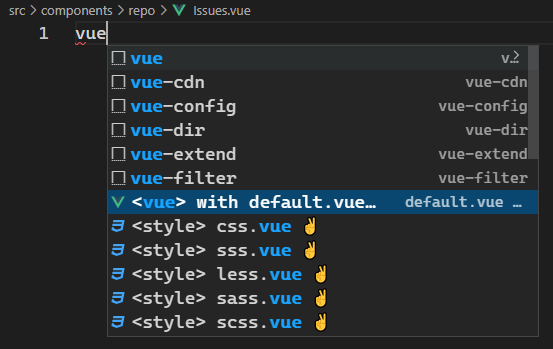 src > components > repo > Issues.vue
1 vue
vue v...
vue-cdn vue-cdn
vue-config vue-config
vue-dir vue-dir
vue-extend vue-extend
vue-filter vue-filter
<vue> with default.vue… default.vue …
<style> css.vue ✌
<style> sss.vue ✌
<style> less.vue ✌
<style> sass.vue ✌
<style> scss.vue ✌